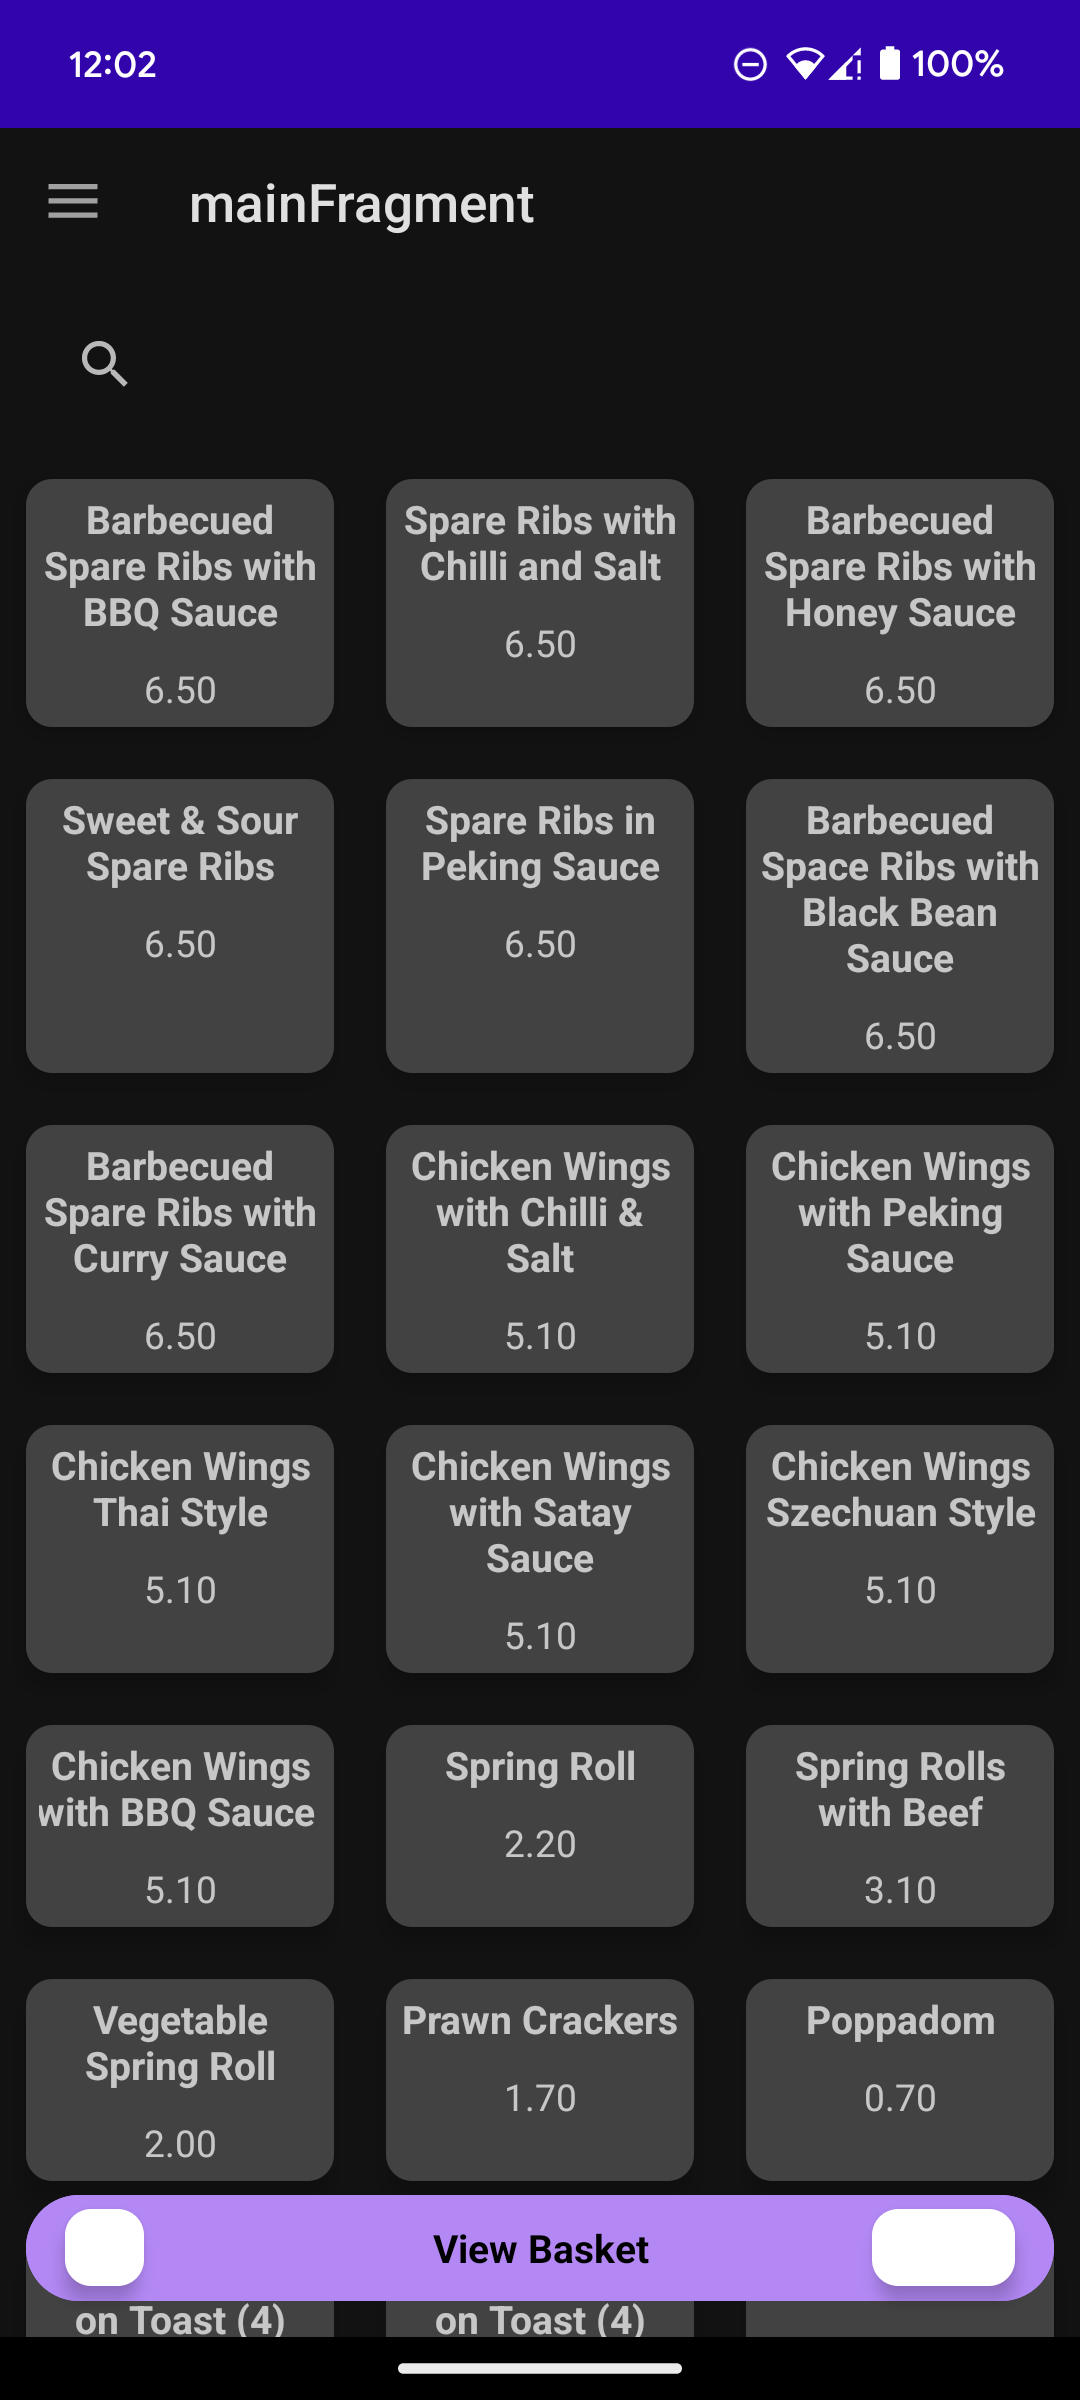 12:02
100%
mainFragment
Barbecued
Spare Ribs with
BBQ Sauce
6.50
Spare Ribs with
Chilli and Salt
6.50
Barbecued
Spare Ribs with
Honey Sauce
6.50
Sweet & Sour
Spare Ribs
6.50
Spare Ribs in
Peking Sauce
6.50
Barbecued
Space Ribs with
Black Bean
Sauce
6.50
Barbecued
Spare Ribs with
Curry Sauce
6.50
Chicken Wings
with Chilli &
Salt
5.10
Chicken Wings
with Peking
Sauce
5.10
Chicken Wings
Thai Style
5.10
Chicken Wings
with Satay
Sauce
5.10
Chicken Wings
Szechuan Style
5.10
Chicken Wings
with BBQ Sauce
5.10
Spring Roll
2.20
Spring Rolls
with Beef
3.10
Vegetable
Spring Roll
2.00
Prawn Crackers
1.70
Poppadom
0.70
View Basket
on Toast (4)
on Toast (4)